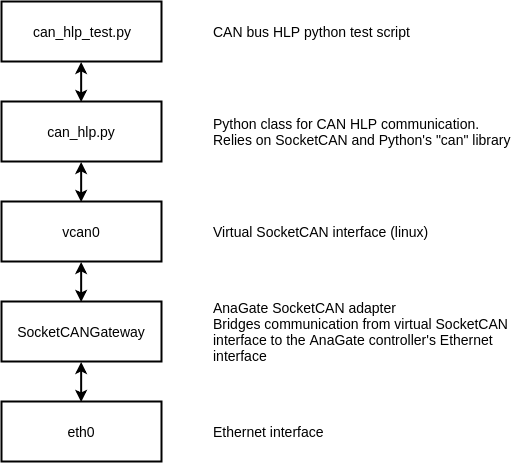 can_hlp_test.py
CAN bus HLP python test script
can_hlp.py
Python class for CAN HLP communication.
Relies on SocketCAN and Python's "can" library
vcan0
Virtual SocketCAN interface (linux)
SocketCANGateway
AnaGate SocketCAN adapter
Bridges communication from virtual SocketCAN
interface to the AnaGate controller's Ethernet
interface
eth0
Ethernet interface